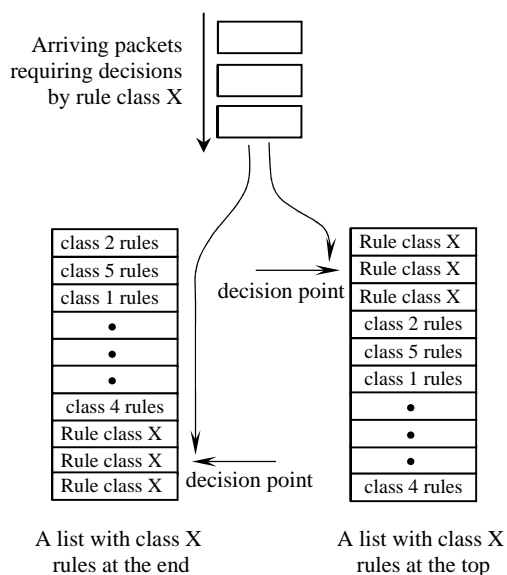 Arriving packets
requiring decisions
by rule class X
class 2 rules
class 5 rules
class 1 rules
•
•
•
class 4 rules
Rule class X
Rule class X
Rule class X
decision point
decision point
Rule class X
Rule class X
Rule class X
class 2 rules
class 5 rules
class 1 rules
•
•
•
class 4 rules
A list with class X
rules at the end
A list with class X
rules at the top